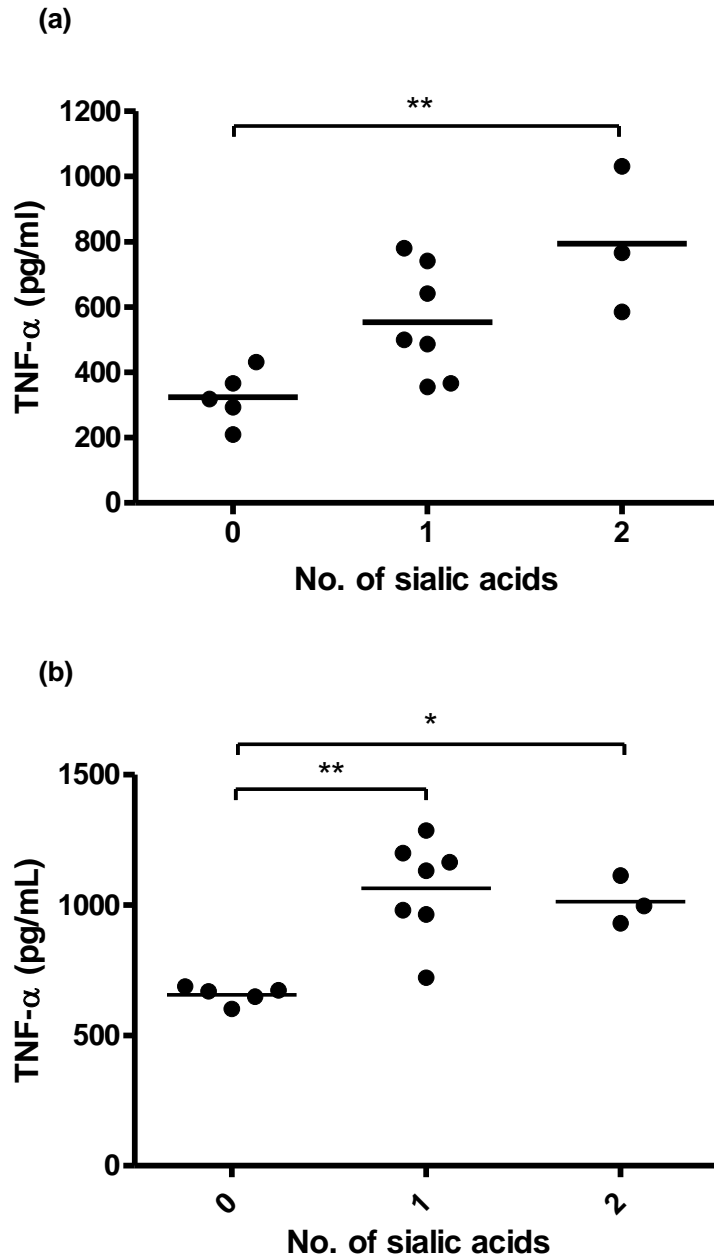 (a)
**
1200
1000
800
600
400
200
0
TNF-α (pg/ml)
0 1 2
No. of sialic acids
(b)
*
**
1500
1000
500
0
TNF-α (pg/mL)
0 1 2
No. of sialic acids